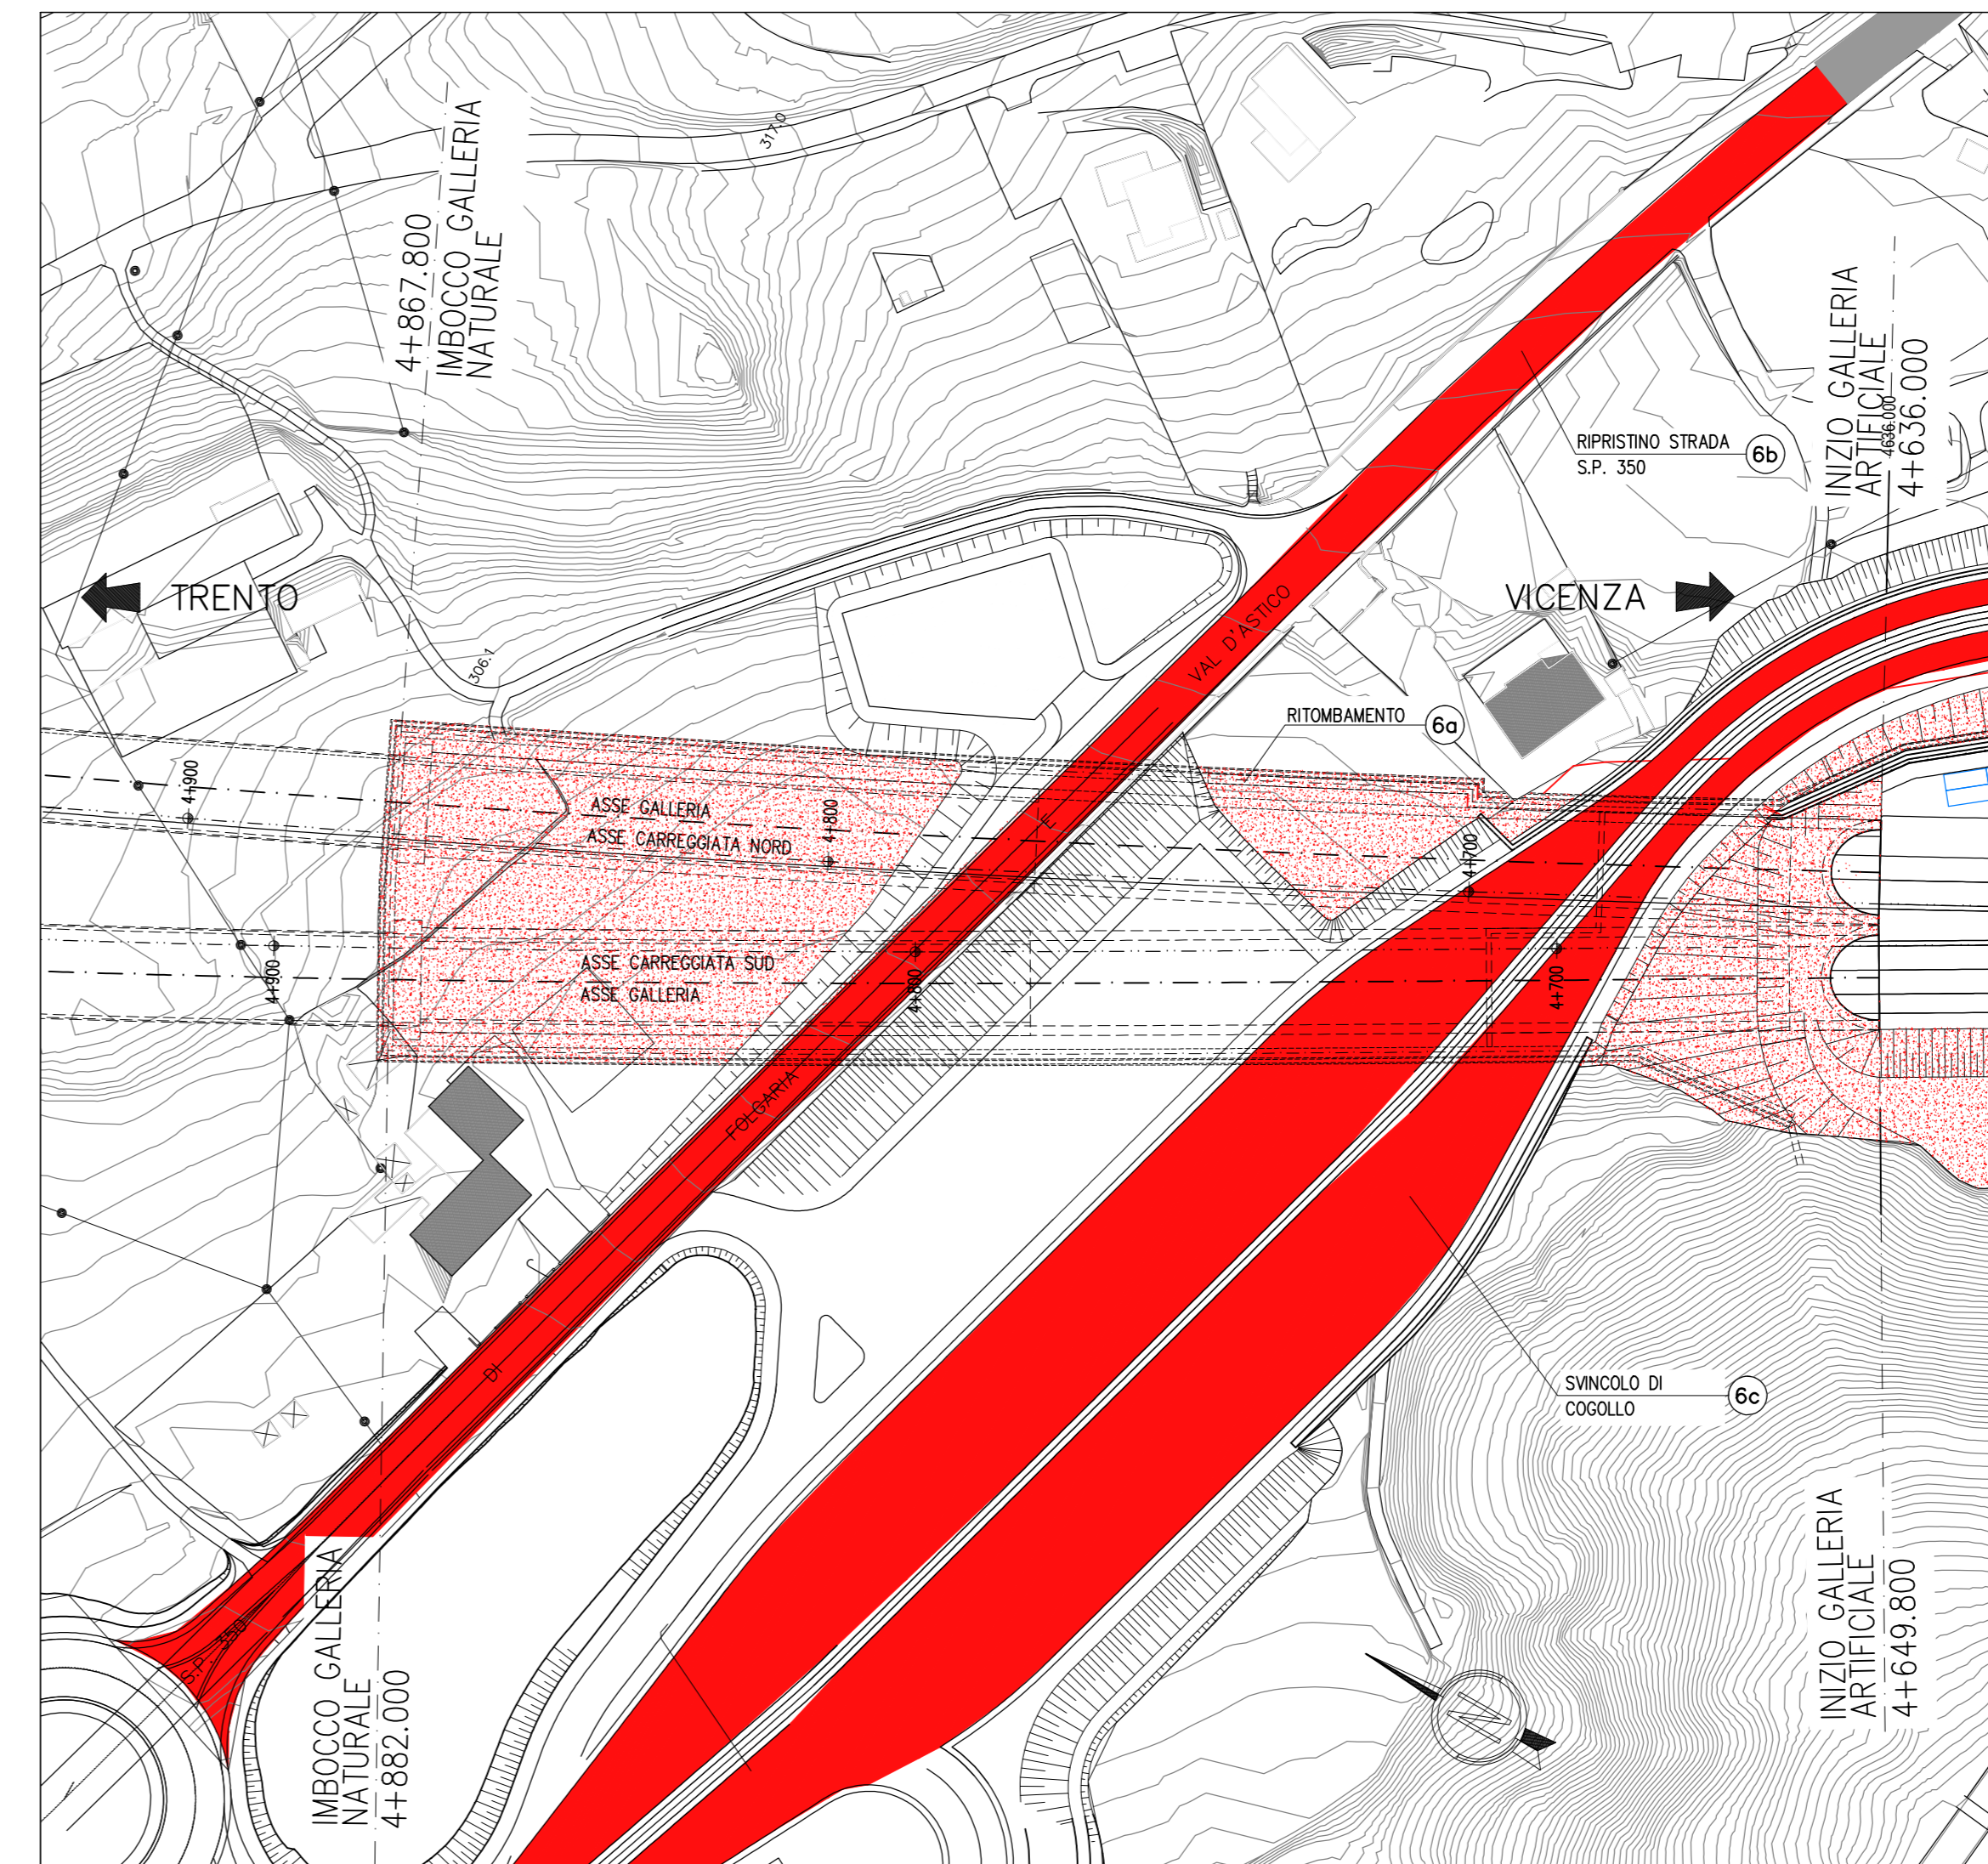 317.0
4+867.800
IMBOCCO GALLERIA
NATURALE
INIZIO GALLERIA
ARTIFICIALE
4636.000
4+636.000
RIPRISTINO STRADA
S.P. 350
6b
TRENTO
VICENZA
306.1
VAL D'ASTICO
RITOMBAMENTO
6a
4+900
ASSE GALLERIA
ASSE CARREGGIATA NORD
4+800
E
4+700
4+900
ASSE CARREGGIATA SUD
ASSE GALLERIA
4+800
4+700
FOLGARIA
DI
SVINCOLO DI
COGOLLO
6c
S.P. 350
IMBOCCO GALLERIA
NATURALE
4+882.000
INIZIO GALLERIA
ARTIFICIALE
4+649.800
N